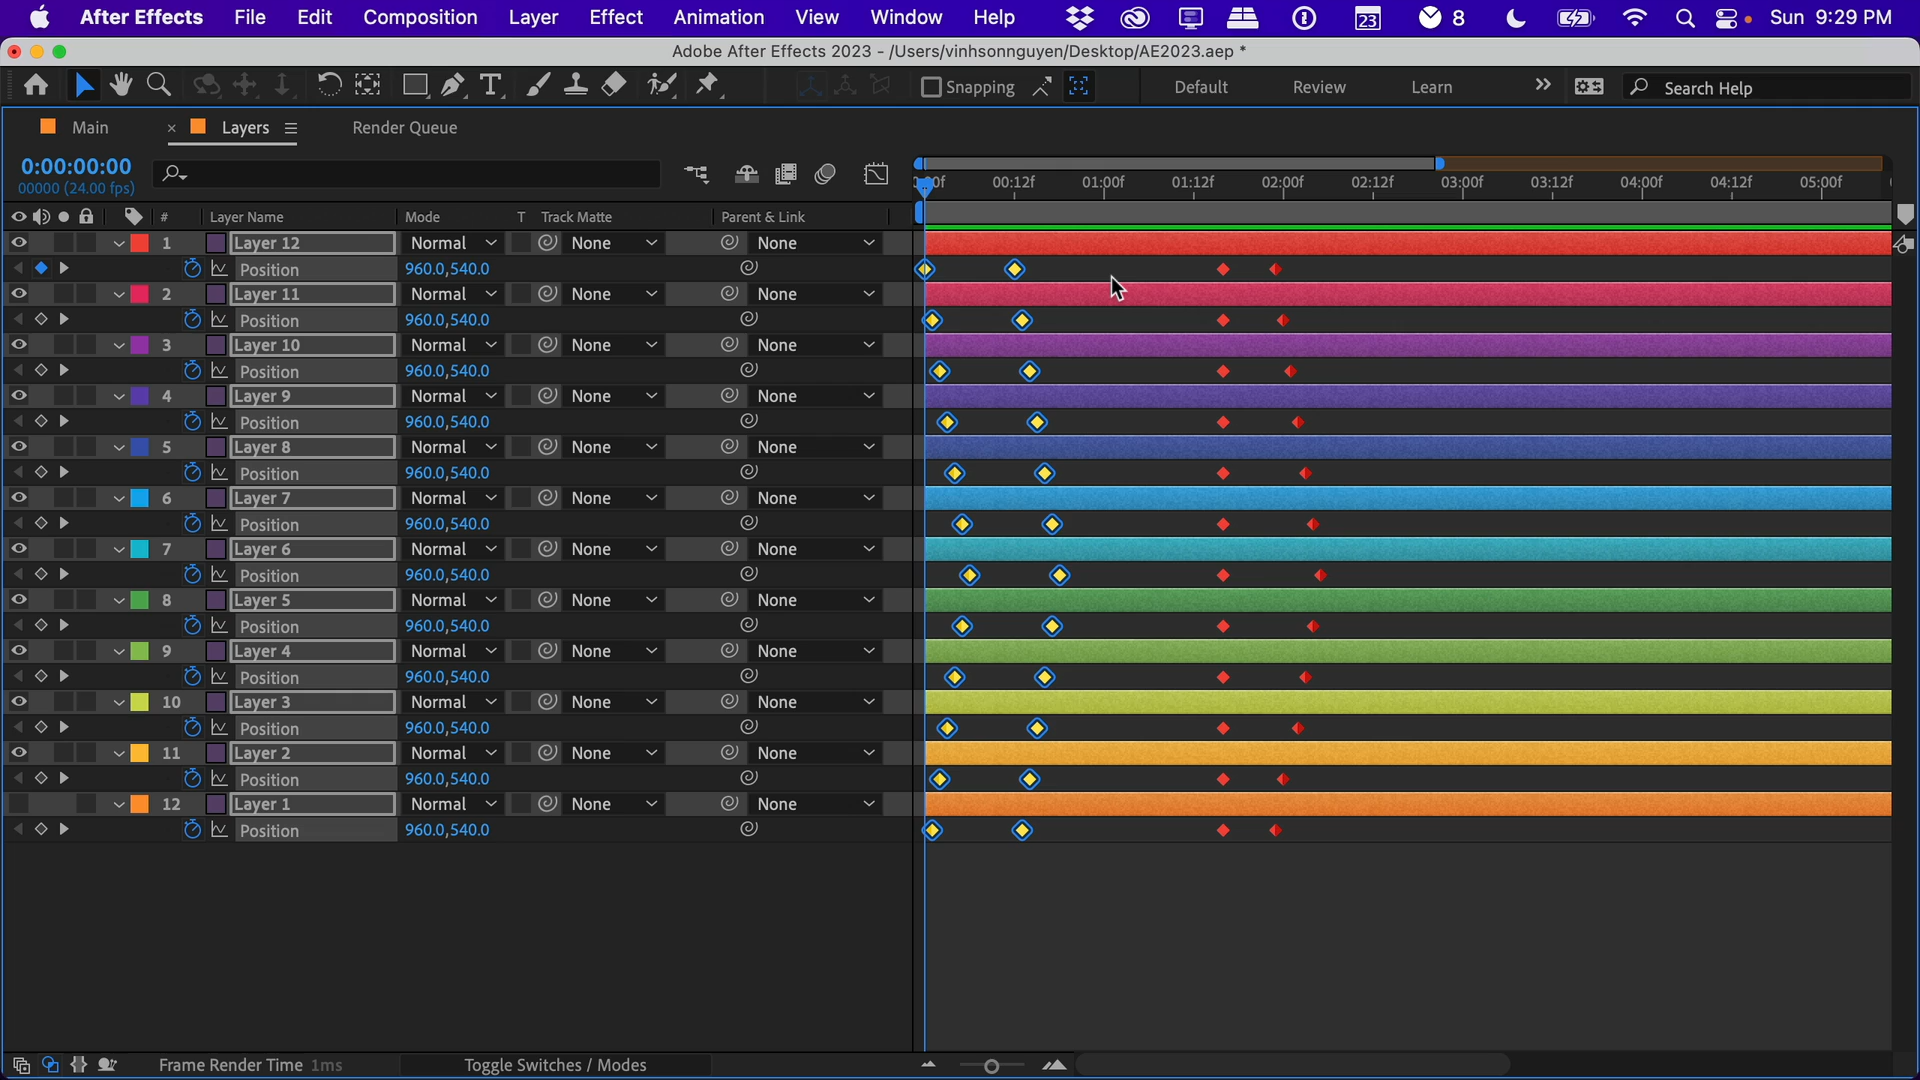 After Effects File Edit Composition Layer Effect Animation View Window Help 23 8 Sun 9:29 PM
Adobe After Effects 2023 - /Users/vinhsonnguyen/Desktop/AE2023.aep *
T Snapping Default Review Learn >> Search Help
Main × Layers Render Queue
0:00:00:00
00000 (24.00 fps)
00f 00:12f 01:00f 01:12f 02:00f 02:12f 03:00f 03:12f 04:00f 04:12f 05:00f
# Layer Name Mode T Track Matte Parent & Link
1 Layer 12 Normal None None
Position 960.0,540.0
2 Layer 11 Normal None None
Position 960.0,540.0
3 Layer 10 Normal None None
Position 960.0,540.0
4 Layer 9 Normal None None
Position 960.0,540.0
5 Layer 8 Normal None None
Position 960.0,540.0
6 Layer 7 Normal None None
Position 960.0,540.0
7 Layer 6 Normal None None
Position 960.0,540.0
8 Layer 5 Normal None None
Position 960.0,540.0
9 Layer 4 Normal None None
Position 960.0,540.0
10 Layer 3 Normal None None
Position 960.0,540.0
11 Layer 2 Normal None None
Position 960.0,540.0
12 Layer 1 Normal None None
Position 960.0,540.0
Frame Render Time 1ms Toggle Switches / Modes